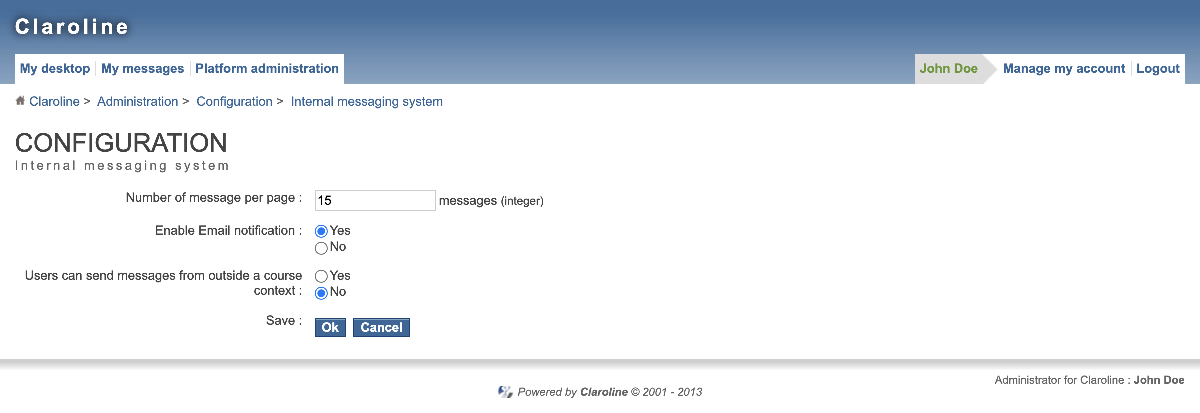 Claroline
My desktop My messages Platform administration John Doe Manage my account Logout
Claroline > Administration > Configuration > Internal messaging system
CONFIGURATION
Internal messaging system
Number of message per page : 15 messages (integer)
Enable Email notification : Yes
No
Users can send messages from outside a course context : Yes
No
Save : Ok Cancel
Administrator for Claroline : John Doe
Powered by Claroline © 2001 - 2013